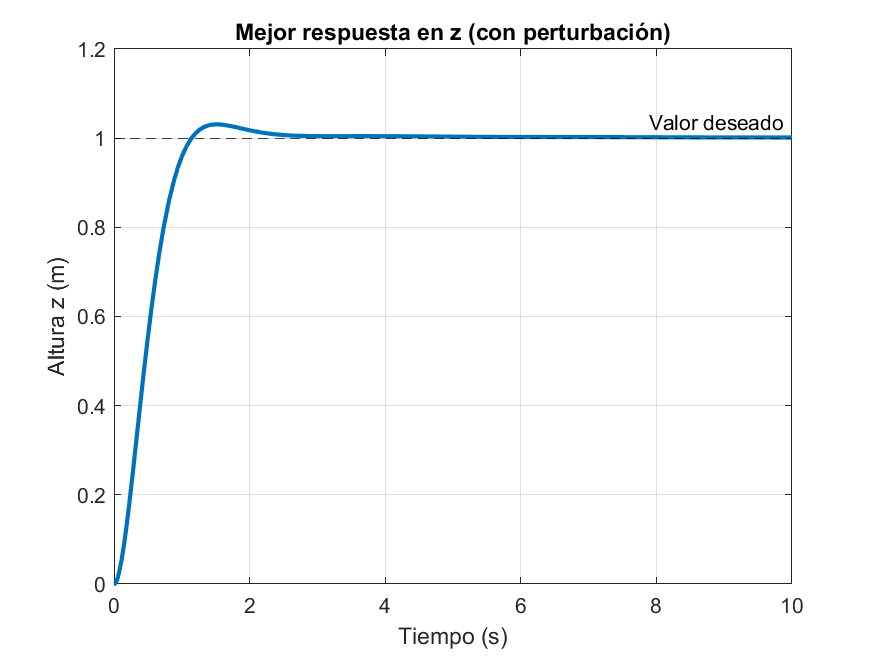 Mejor respuesta en z (con perturbación)
Altura z (m)
1.2
1
0.8
0.6
0.4
0.2
0
Valor deseado
0 2 4 6 8 10
Tiempo (s)